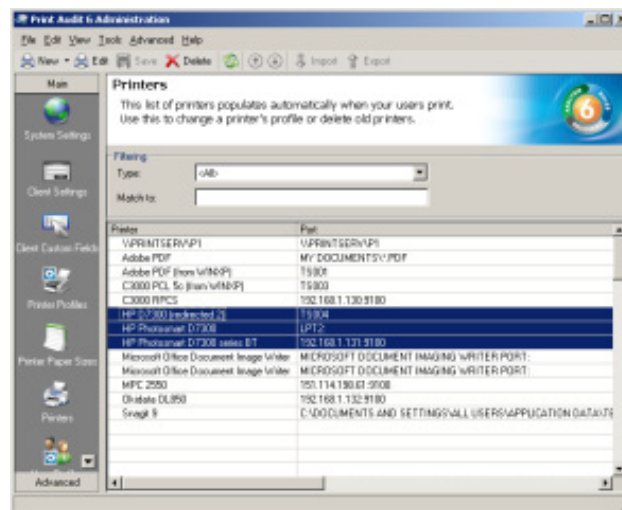 Print Audit 6 Administration
File Edit View Tools Advanced Help
New Edit Save Delete Import Export
Main
Printers
This list of printers populates automatically when your users print.
Use this to change a printer's profile or delete old printers.
System Settings
Filtering
Type: <All>
Match to:
Client Settings
Client Custom Fields
Printer Profiles
Printer Paper Sizes
Printers
Advanced
Printer Port
\\PRINTSERV\P1 \\PRINTSERV\P1
Adobe PDF MY DOCUMENTS\*.PDF
Adobe PDF (from WINXP) TS001
C3000 PCL 5c (from WINXP) TS003
C3000 RPCS 192.168.1.130:9100
HP D7300 (redirected 2) TS004
HP Photosmart D7300 LPT2:
HP Photosmart D7300 series BT 192.168.1.131:9100
Microsoft Office Document Image Writer MICROSOFT DOCUMENT IMAGING WRITER PORT:
Microsoft Office Document Image Writer MICROSOFT DOCUMENT IMAGING WRITER PORT:
MPC 2550 151.114.190.61:9100
Okidata DL950 192.168.1.132:9100
Snagit 9 C:\DOCUMENTS AND SETTINGS\ALL USERS\APPLICATION DATA\TE